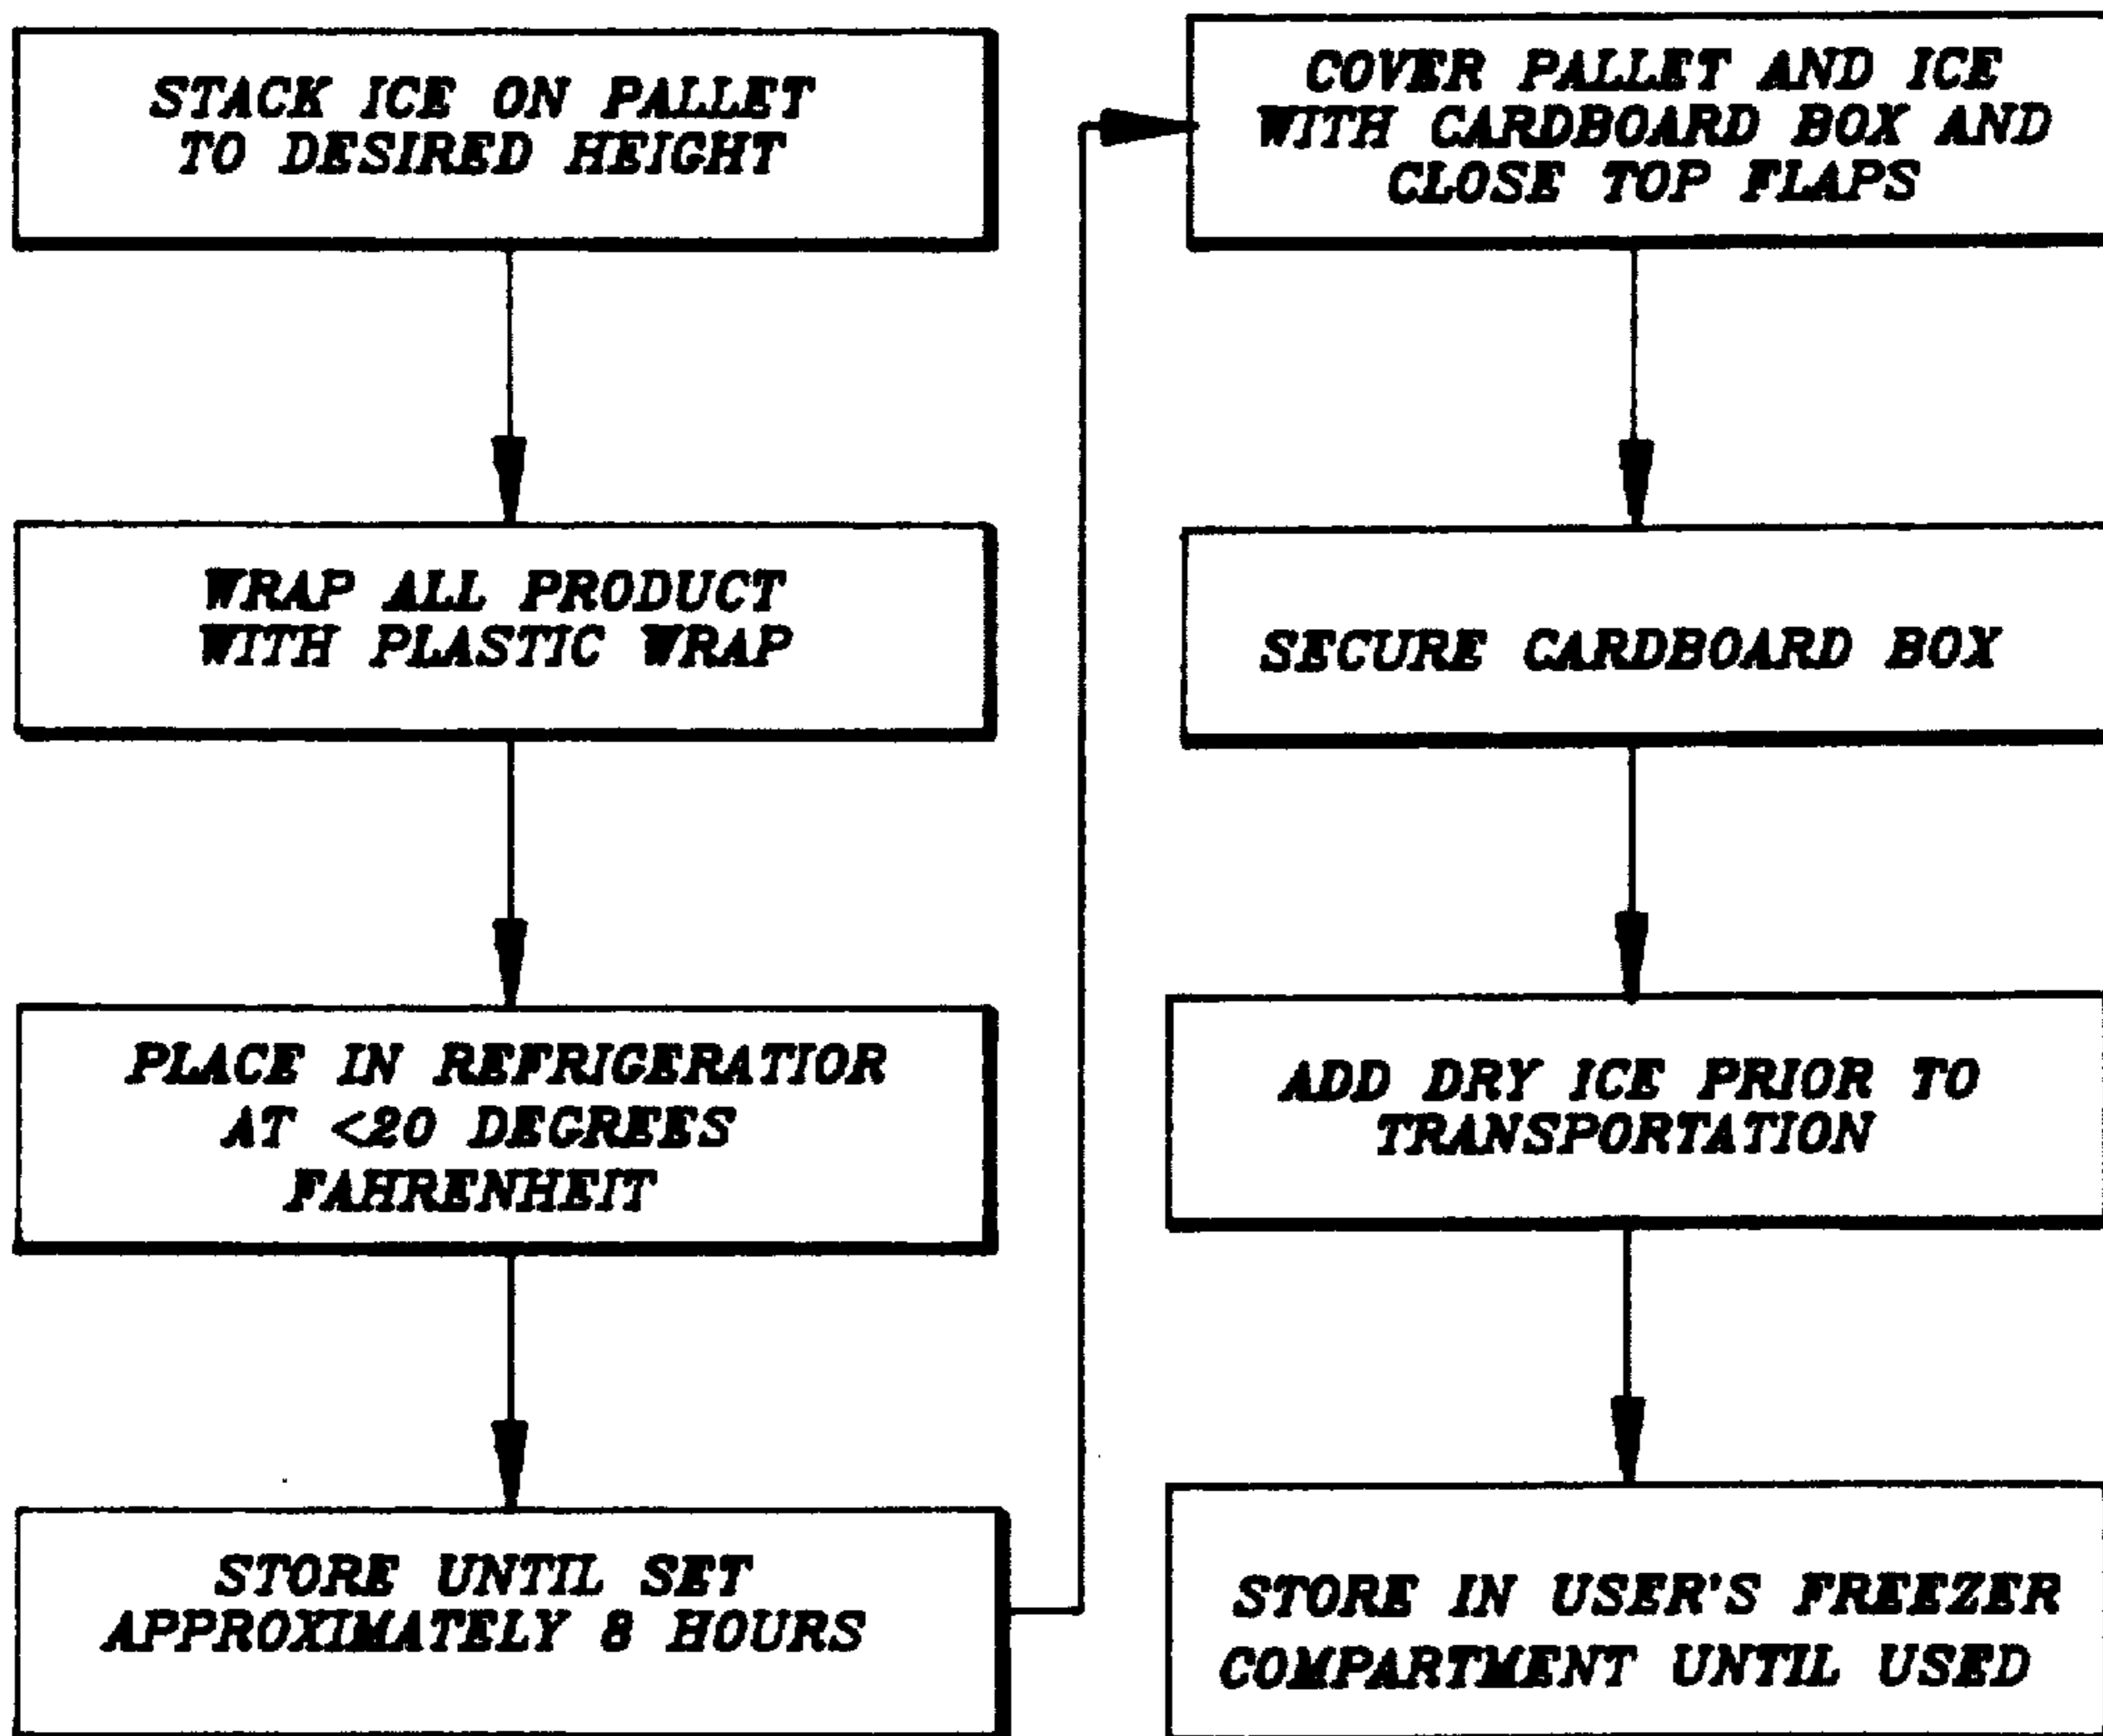 STACK ICE ON PALLET
TO DESIRED HEIGHT
WRAP ALL PRODUCT
WITH PLASTIC WRAP
PLACE IN REFRIGERATIOR
AT <20 DEGREES
FAHRENHEIT
STORE UNTIL SET
APPROXIMATELY 8 HOURS
COVER PALLET AND ICE
WITH CARDBOARD BOX AND
CLOSE TOP FLAPS
SECURE CARDBOARD BOX
ADD DRY ICE PRIOR TO
TRANSPORTATION
STORE IN USER'S FREEZER
COMPARTMENT UNTIL USED